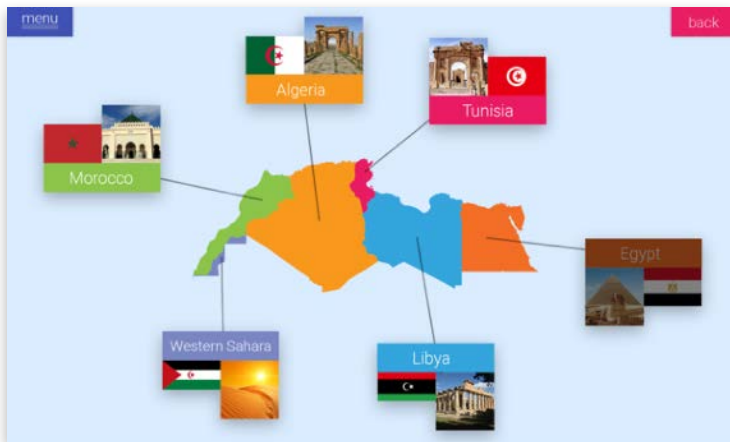 menu
back
Algeria
Tunisia
Morocco
Egypt
Western Sahara
Libya